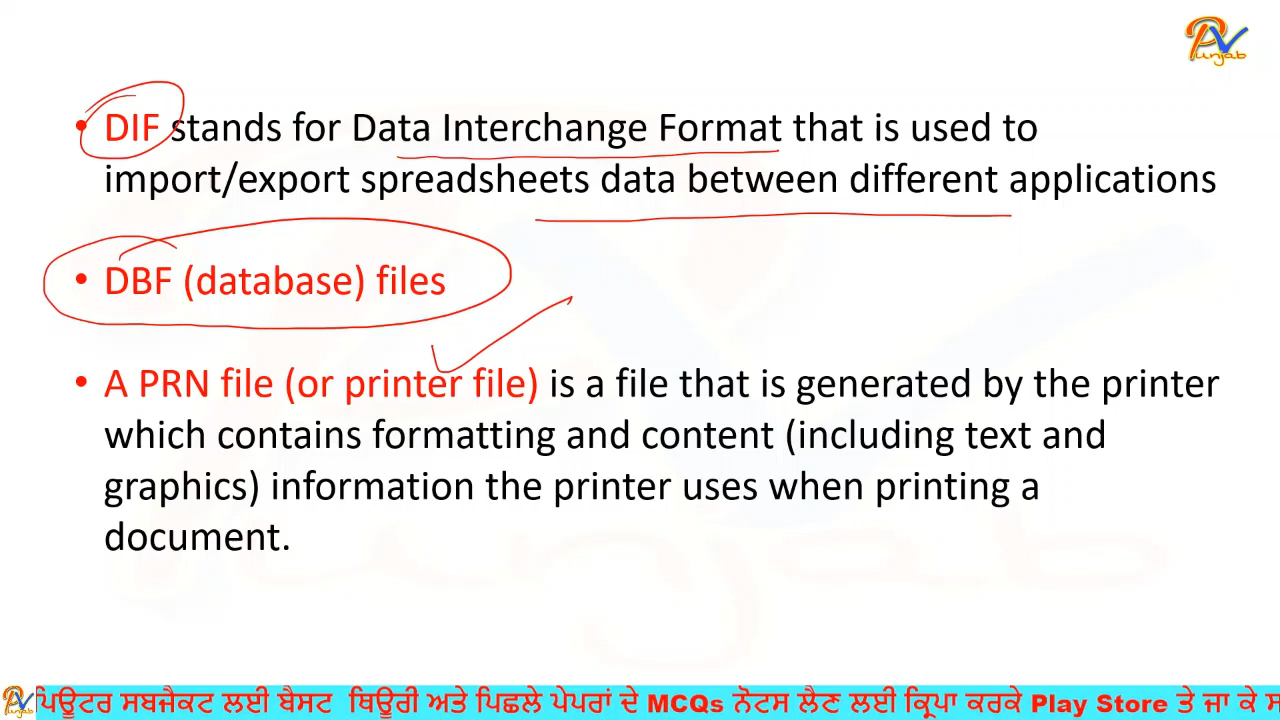 • DIF stands for Data Interchange Format that is used to
import/export spreadsheets data between different applications
• DBF (database) files
• A PRN file (or printer file) is a file that is generated by the printer
which contains formatting and content (including text and
graphics) information the printer uses when printing a
document.
Punjab
ਪਿਊਟਰ ਸਬਜੈਕਟ ਲਈ ਬੈਸਟ ਥਿਊਰੀ ਅਤੇ ਪਿਛਲੇ ਪੇਪਰਾਂ ਦੇ MCQs ਨੋਟਸ ਲੈਣ ਲਈ ਕ੍ਰਿਪਾ ਕਰਕੇ Play Store ਤੇ ਜਾ ਕੇ